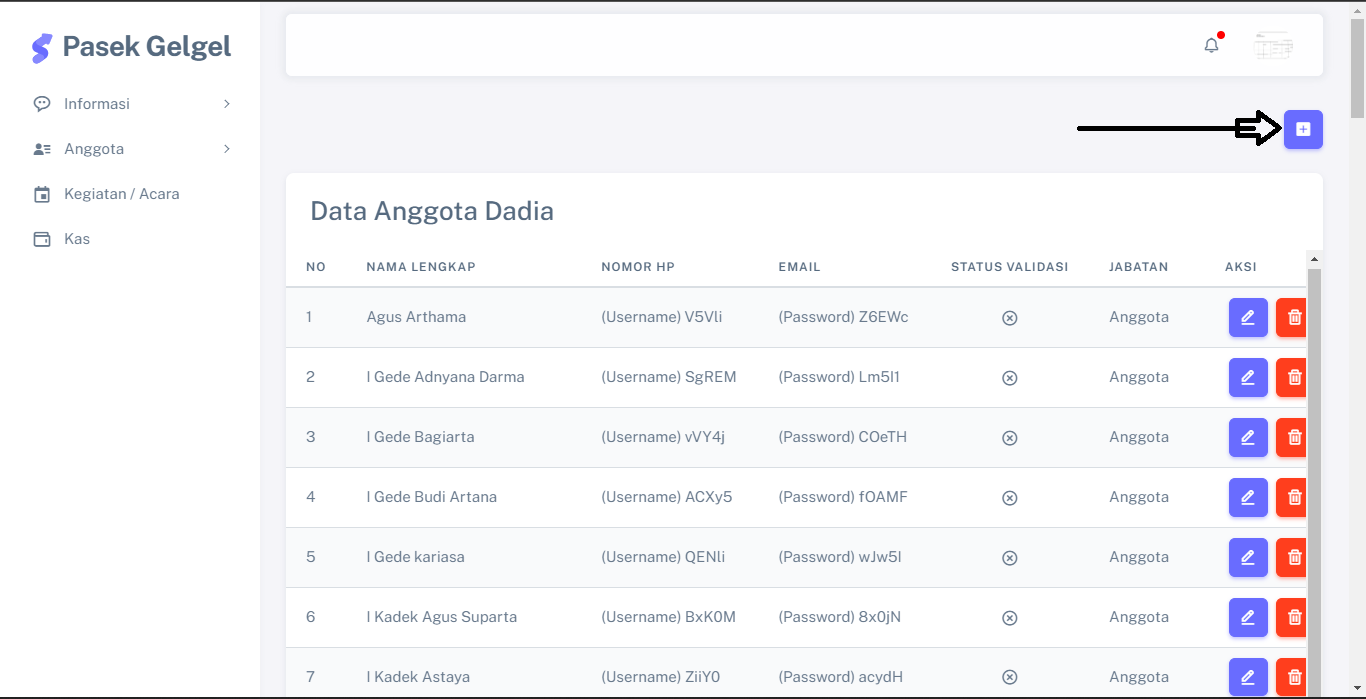 Pasek Gelgel
Informasi
Anggota
Kegiatan / Acara
Kas
Data Anggota Dadia
NO NAMA LENGKAP NOMOR HP EMAIL STATUS VALIDASI JABATAN AKSI
1 Agus Arthama (Username) V5Vli (Password) Z6EWc Anggota
2 I Gede Adnyana Darma (Username) SgREM (Password) Lm5I1 Anggota
3 I Gede Bagiarta (Username) vVY4j (Password) COeTH Anggota
4 I Gede Budi Artana (Username) ACXy5 (Password) fOAMF Anggota
5 I Gede kariasa (Username) QENli (Password) wJw5I Anggota
6 I Kadek Agus Suparta (Username) BxK0M (Password) 8x0jN Anggota
7 I Kadek Astaya (Username) ZiiY0 (Password) acydH Anggota